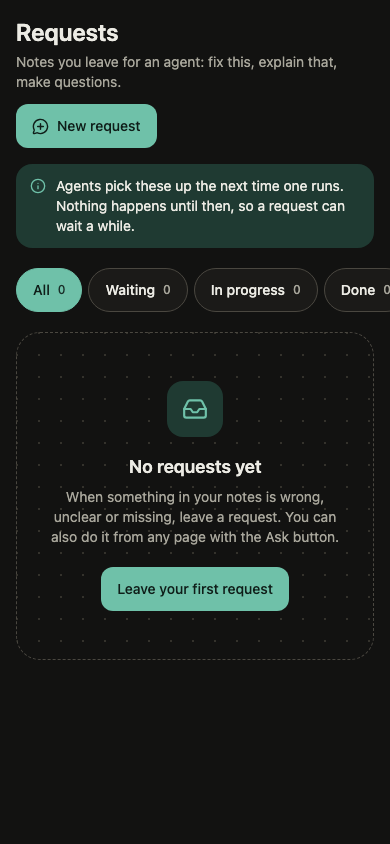 Requests
Notes you leave for an agent: fix this, explain that,
make questions.
New request
Agents pick these up the next time one runs.
Nothing happens until then, so a request can
wait a while.
All 0
Waiting 0
In progress 0
Done 0
No requests yet
When something in your notes is wrong,
unclear or missing, leave a request. You can
also do it from any page with the Ask button.
Leave your first request